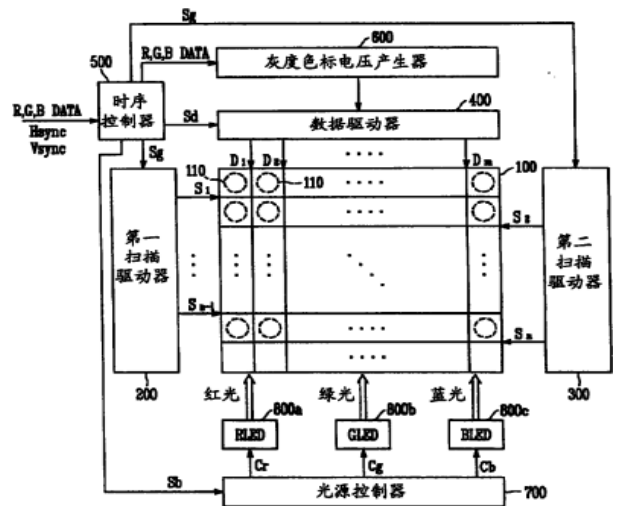 Sg
600
500
R,G,B DATA
灰度色标电压产生器
R,G,B DATA
Hsync
Vsync
时序
控制器
400
Sd
数据驱动器
Sg
D1 D2 Dm
110 110 100
S1
S2
第一
扫描
驱动器
第二
扫描
驱动器
Sn-1
Sn
200
红光 绿光 蓝光
300
800a 800b 800c
RLED GLED BLED
Cr Cg Cb
Sb
光源控制器
700